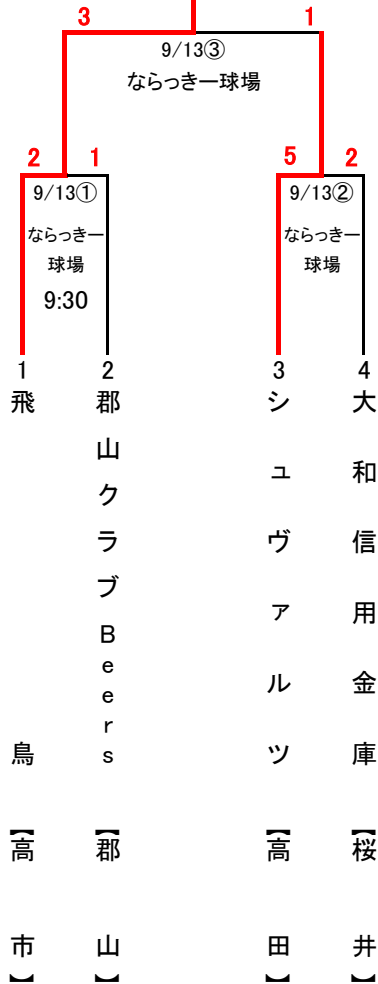 3 1
9/13③
ならっきー球場
2 1
9/13①
ならっきー
球場
9:30
5 2
9/13②
ならっきー
球場
1
飛鳥【高市】
2
郡山クラブBeers【郡山】
3
シュヴァルツ【高田】
4
大和信用金庫【桜井】